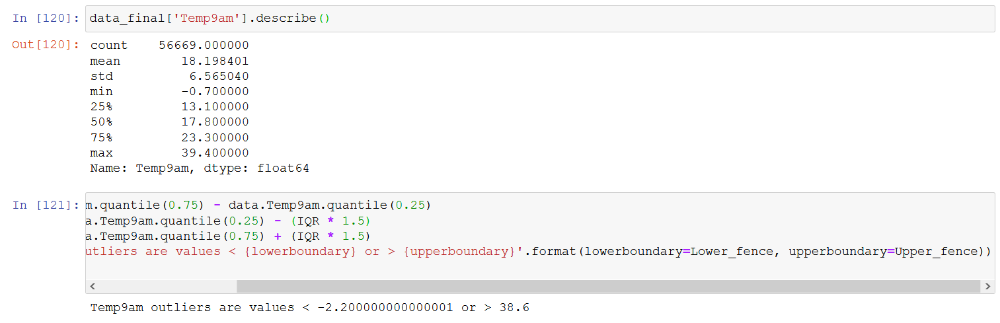 In [120]: data_final['Temp9am'].describe()
Out[120]: count    56669.000000
mean        18.198401
std          6.565040
min         -0.700000
25%         13.100000
50%         17.800000
75%         23.300000
max         39.400000
Name: Temp9am, dtype: float64
In [121]: m.quantile(0.75) - data.Temp9am.quantile(0.25)
a.Temp9am.quantile(0.25) - (IQR * 1.5)
a.Temp9am.quantile(0.75) + (IQR * 1.5)
utliers are values < {lowerboundary} or > {upperboundary}'.format(lowerboundary=Lower_fence, upperboundary=Upper_fence))
Temp9am outliers are values < -2.200000000000001 or > 38.6